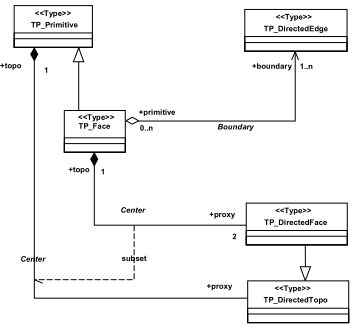 <<Type>>
TP_Primitive
<<Type>>
TP_DirectedEdge
+topo
1
+boundary
1..n
<<Type>>
TP_Face
+primitive
0..n
Boundary
+topo
1
Center
+proxy
2
<<Type>>
TP_DirectedFace
Center
subset
+proxy
<<Type>>
TP_DirectedTopo